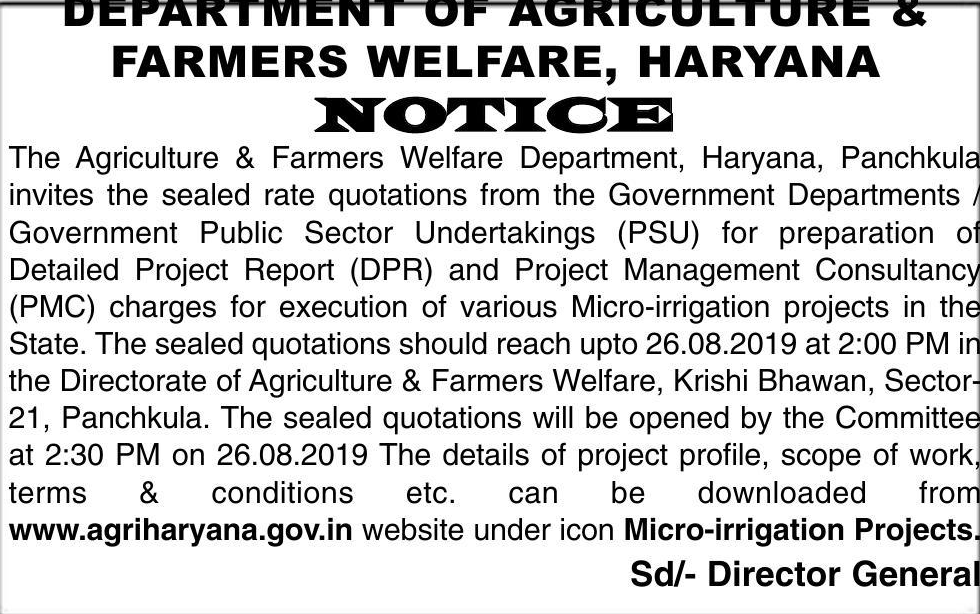 DEPARTMENT OF AGRICULTURE &
FARMERS WELFARE, HARYANA
NOTICE
The Agriculture & Farmers Welfare Department, Haryana, Panchkula
invites the sealed rate quotations from the Government Departments /
Government Public Sector Undertakings (PSU) for preparation of
Detailed Project Report (DPR) and Project Management Consultancy
(PMC) charges for execution of various Micro-irrigation projects in the
State. The sealed quotations should reach upto 26.08.2019 at 2:00 PM in
the Directorate of Agriculture & Farmers Welfare, Krishi Bhawan, Sector-
21, Panchkula. The sealed quotations will be opened by the Committee
at 2:30 PM on 26.08.2019 The details of project profile, scope of work,
terms & conditions etc. can be downloaded from
www.agriharyana.gov.in website under icon Micro-irrigation Projects.
Sd/- Director General